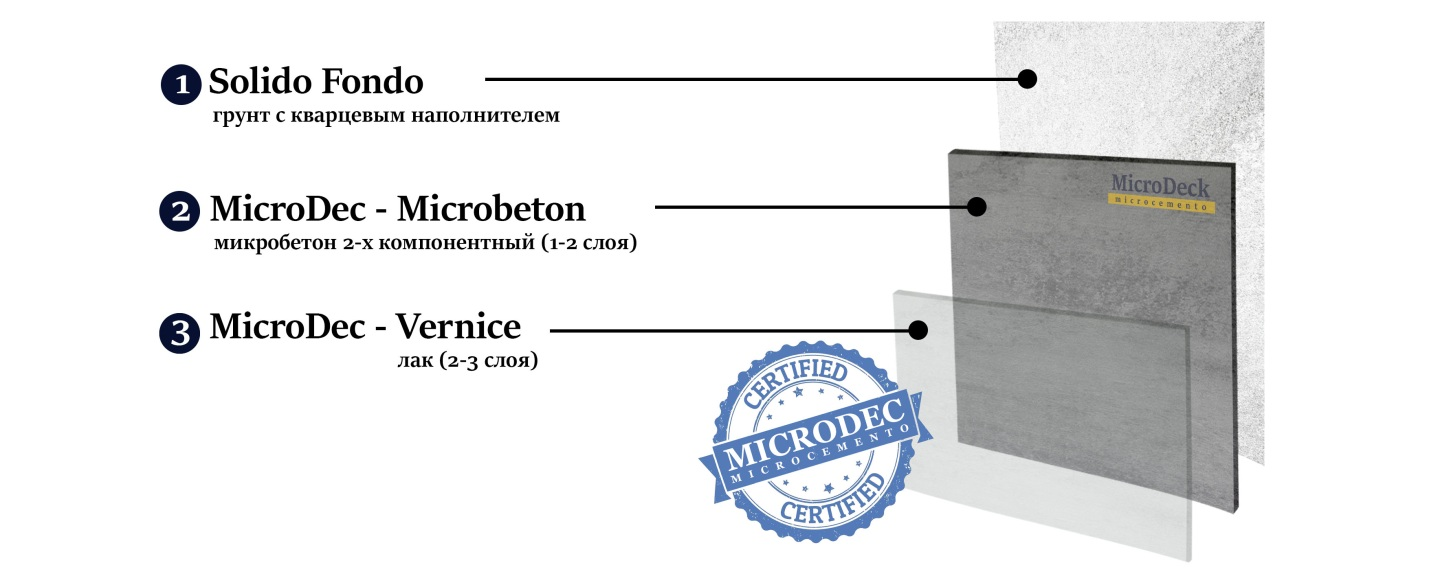 1 Solido Fondo
грунт с кварцевым наполнителем
MicroDeck
microcemento
2 MicroDec - Microbeton
микробетон 2-х компонентный (1-2 слоя)
3 MicroDec - Vernice
лак (2-3 слоя)
CERTIFIED
MICRODEC
MICROCEMENTO
CERTIFIED